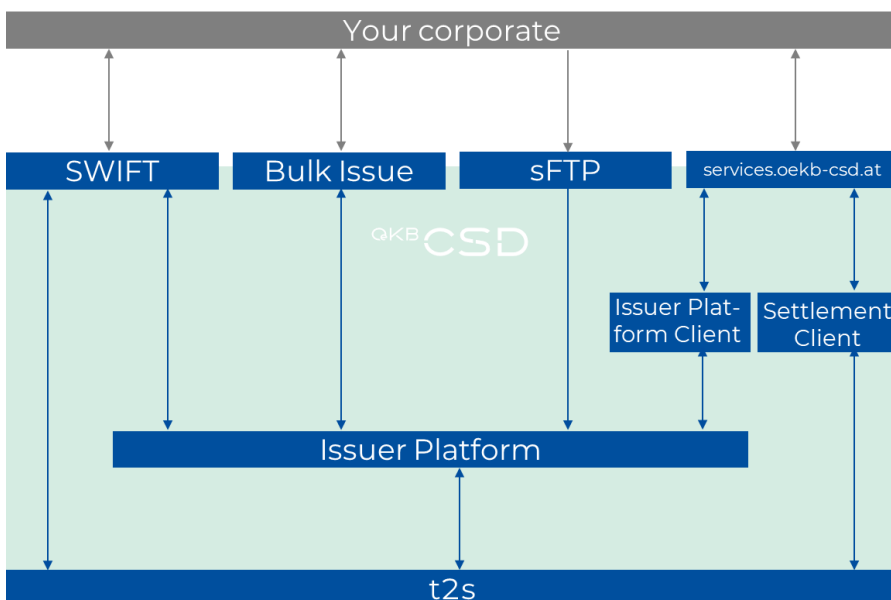 Your corporate
SWIFT
Bulk Issue
sFTP
services.oekb-csd.at
OKB CSD
Issuer Plat-
form Client
Settlement
Client
Issuer Platform
t2s